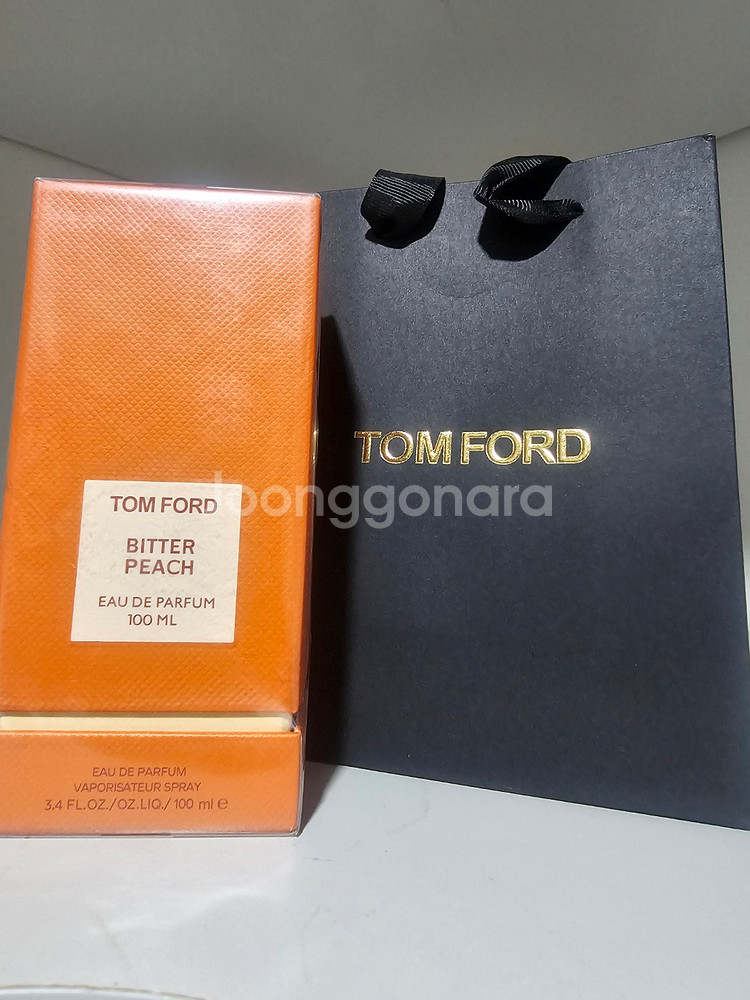 TOM FORD
BITTER
PEACH
EAU DE PARFUM
100 ML
EAU DE PARFUM
VAPORISATEUR SPRAY
3.4 FL.OZ./OZ.LIQ./ 100 ml ℮
TOM FORD
joonggonara